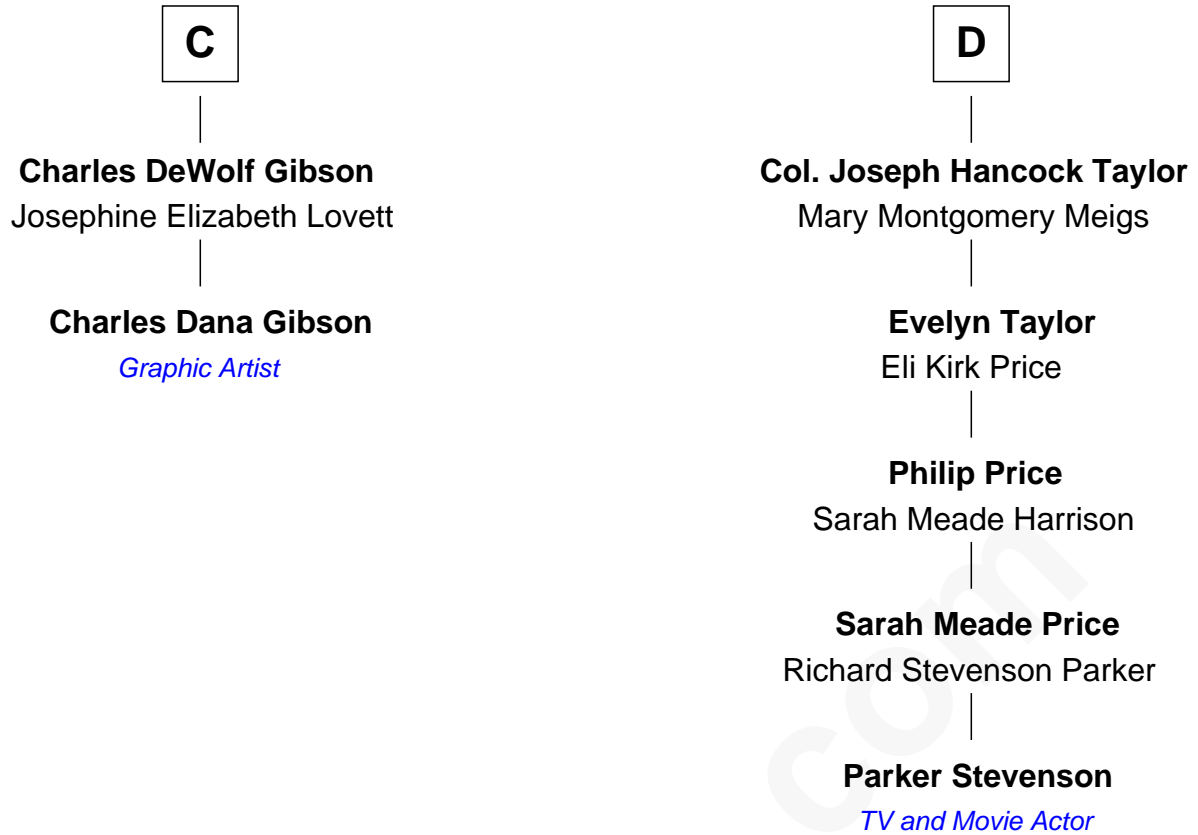 C
Charles DeWolf Gibson
Josephine Elizabeth Lovett
Charles Dana Gibson
Graphic Artist
D
Col. Joseph Hancock Taylor
Mary Montgomery Meigs
Evelyn Taylor
Eli Kirk Price
Philip Price
Sarah Meade Harrison
Sarah Meade Price
Richard Stevenson Parker
Parker Stevenson
TV and Movie Actor
com